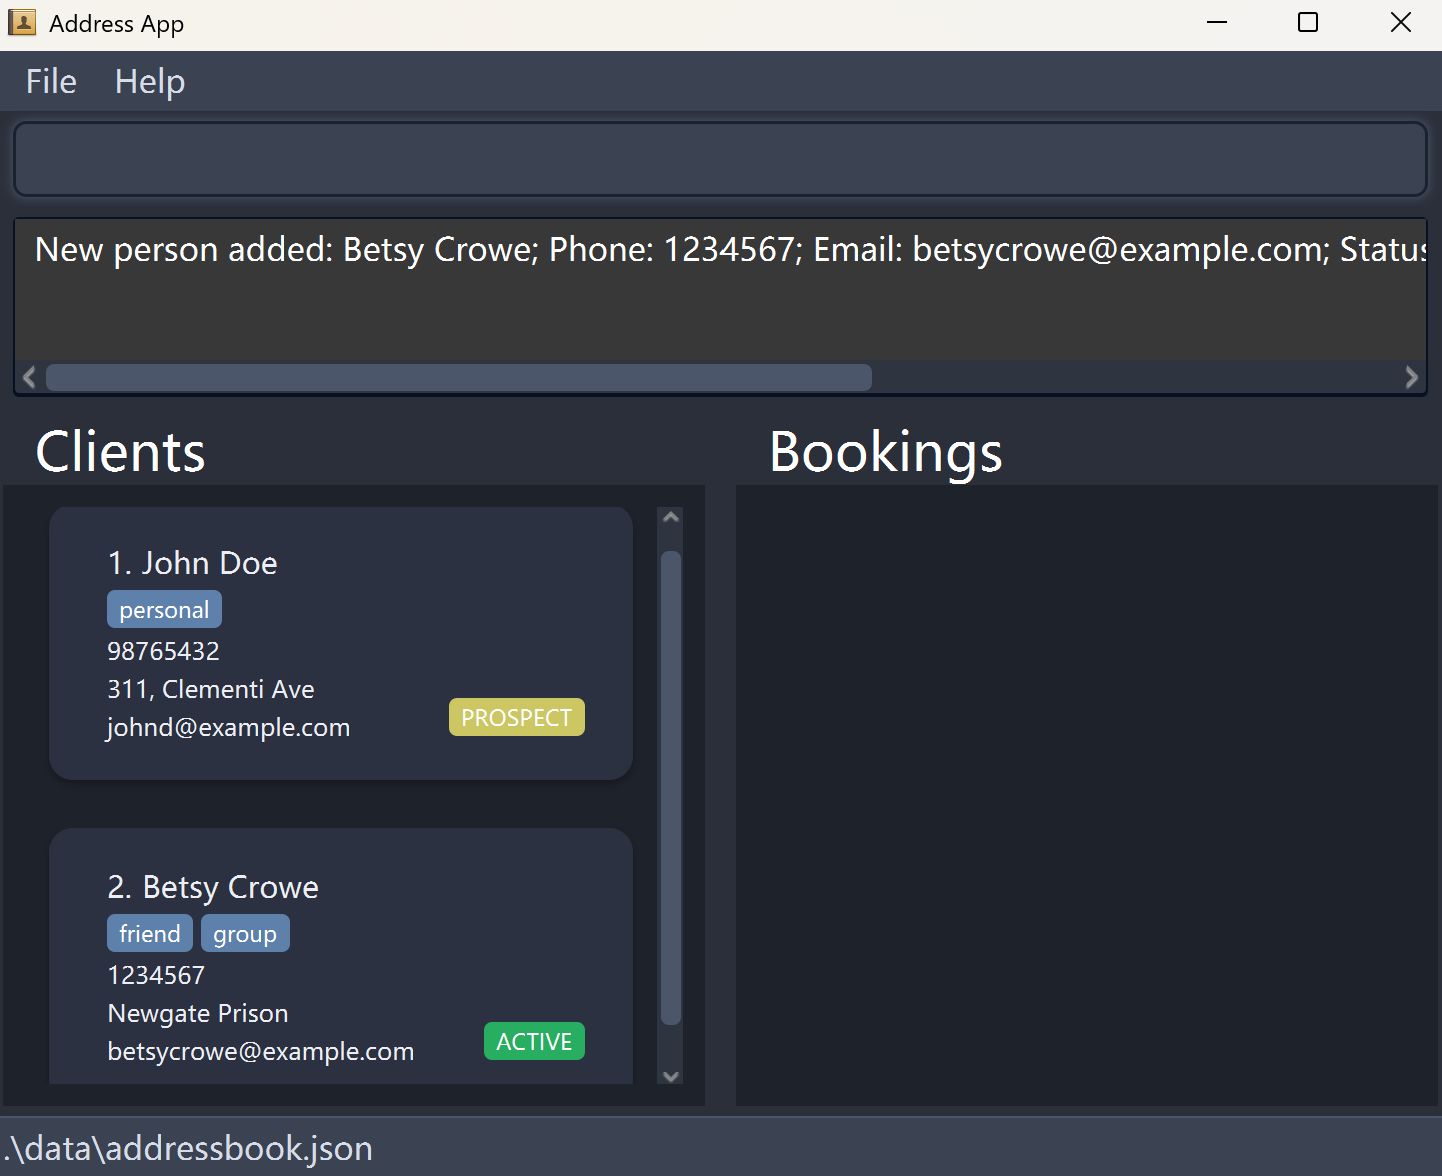 Address App
File Help
New person added: Betsy Crowe; Phone: 1234567; Email: betsycrowe@example.com; Status
Clients
Bookings
1. John Doe
personal
98765432
311, Clementi Ave
johnd@example.com
PROSPECT
2. Betsy Crowe
friend group
1234567
Newgate Prison
betsycrowe@example.com
ACTIVE
.\data\addressbook.json